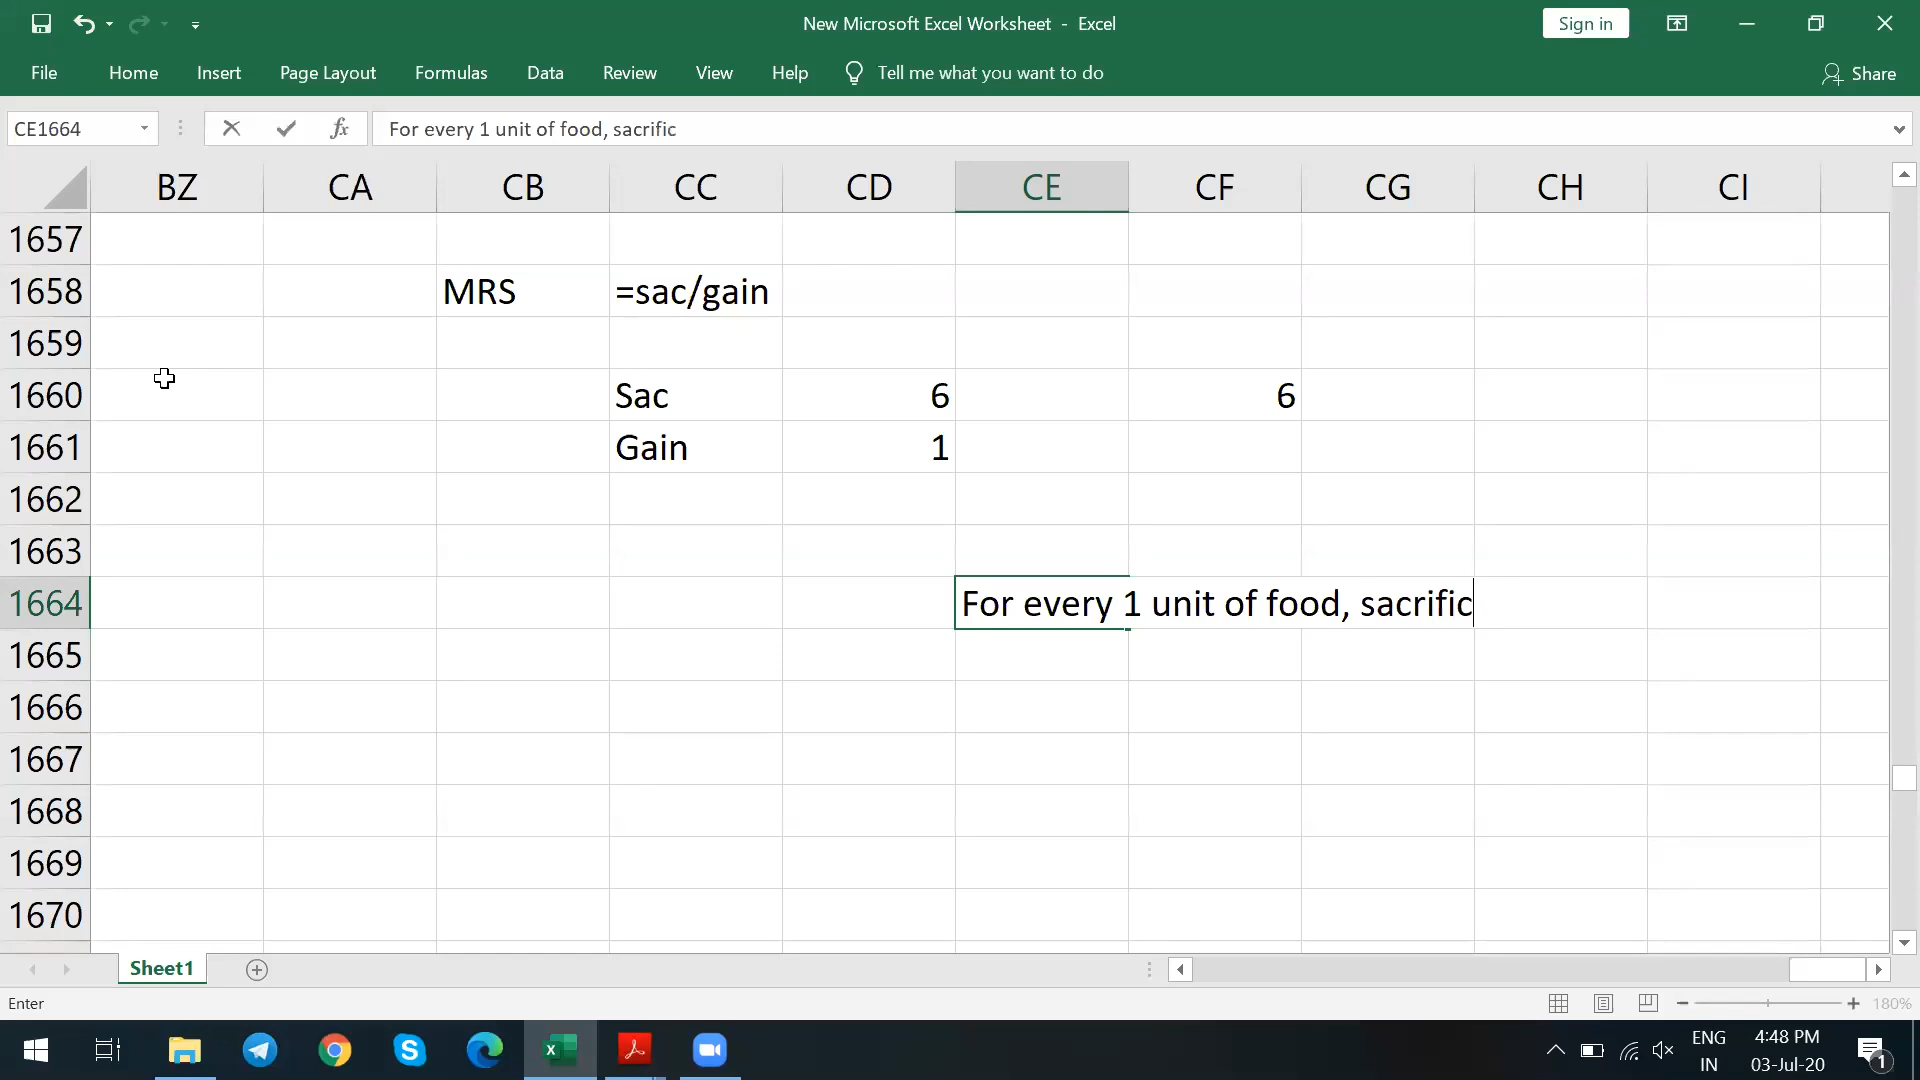 New Microsoft Excel Worksheet - Excel
Sign in
File Home Insert Page Layout Formulas Data Review View Help Tell me what you want to do
Share
CE1664
fx
For every 1 unit of food, sacrific
BZ CA CB CC CD CE CF CG CH CI
1657
1658 MRS =sac/gain
1659
1660 Sac 6 6
1661 Gain 1
1662
1663
1664 For every 1 unit of food, sacrific
1665
1666
1667
1668
1669
1670
Sheet1
Enter
180%
ENG
IN
4:48 PM
03-Jul-20
1